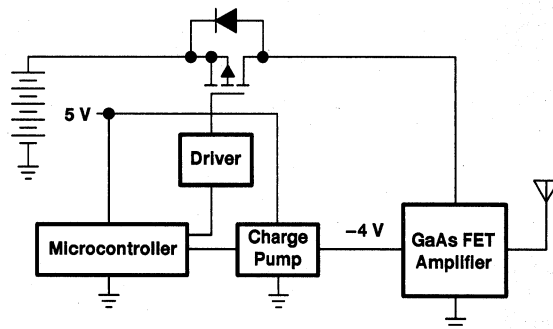 5 V
Driver
Microcontroller
Charge
Pump
–4 V
GaAs FET
Amplifier